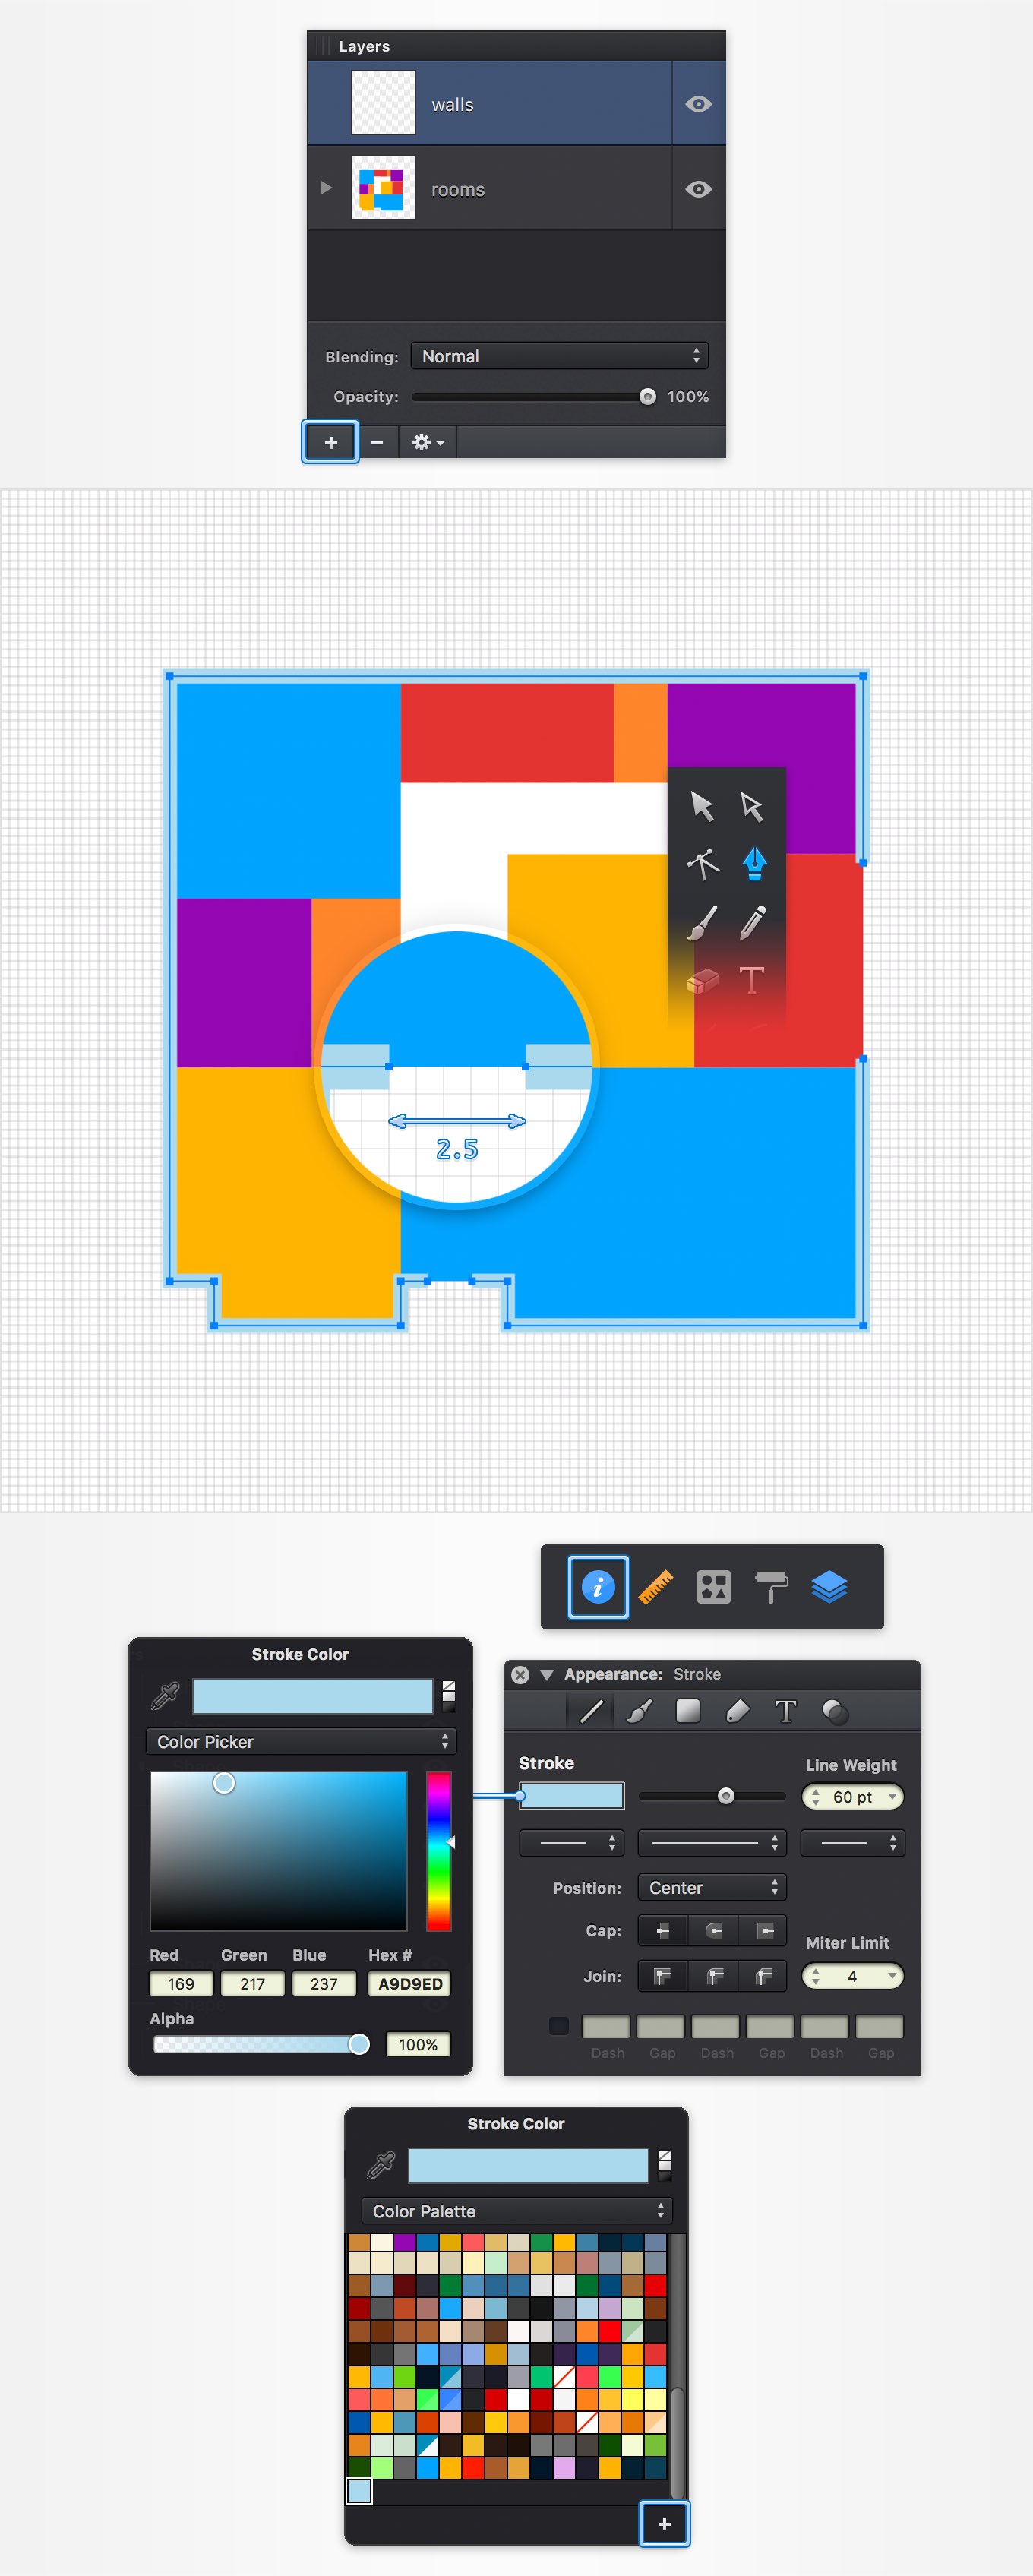 Layers
walls
rooms
Blending: Normal
Opacity: 100%
+ −
T
2.5
i
Stroke Color
Color Picker
Red Green Blue Hex #
169 217 237 A9D9ED
Alpha
100%
Appearance: Stroke
T
Stroke Line Weight
60 pt
Position: Center
Cap:
Miter Limit
Join: 4
Dash Gap Dash Gap Dash Gap
Stroke Color
Color Palette
+